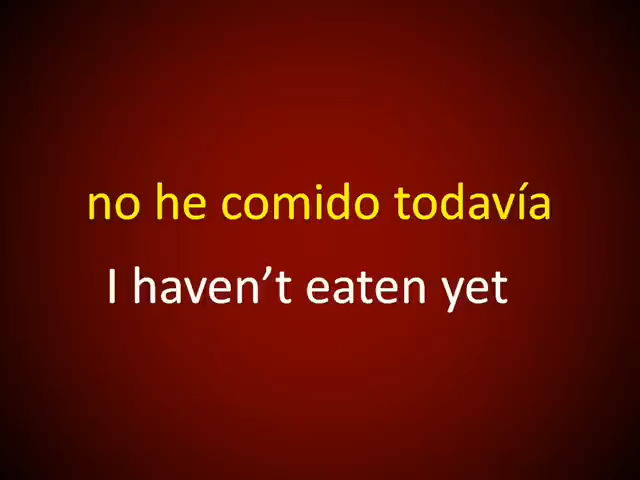 no he comido todavía
I haven’t eaten yet